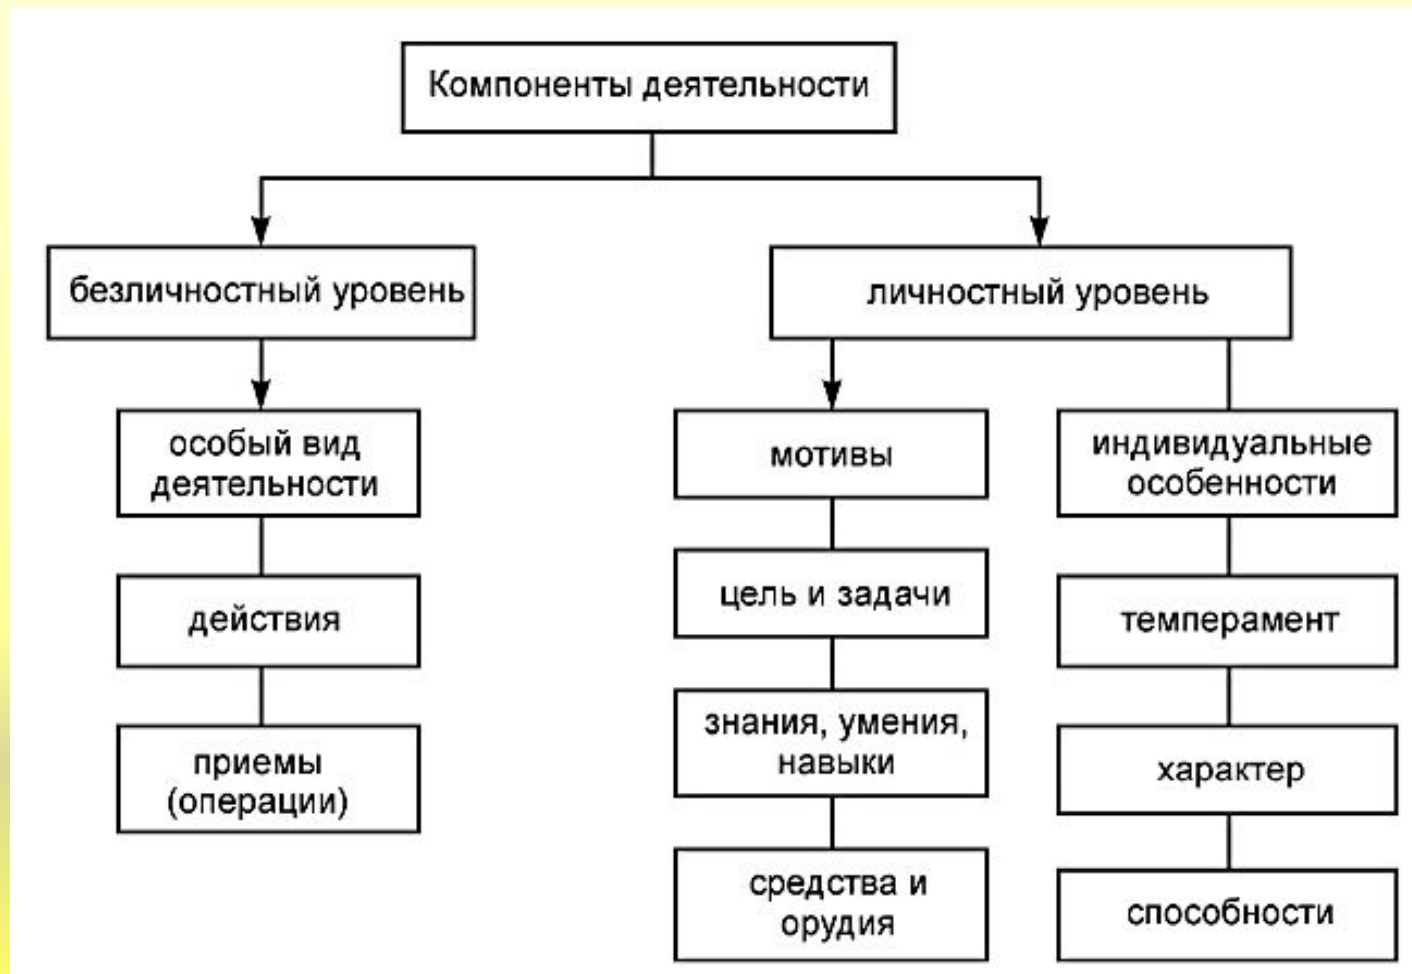 Компоненты деятельности
безличностный уровень
личностный уровень
особый вид
деятельности
действия
приемы
(операции)
мотивы
цель и задачи
знания, умения,
навыки
средства и
орудия
индивидуальные
особенности
темперамент
характер
способности